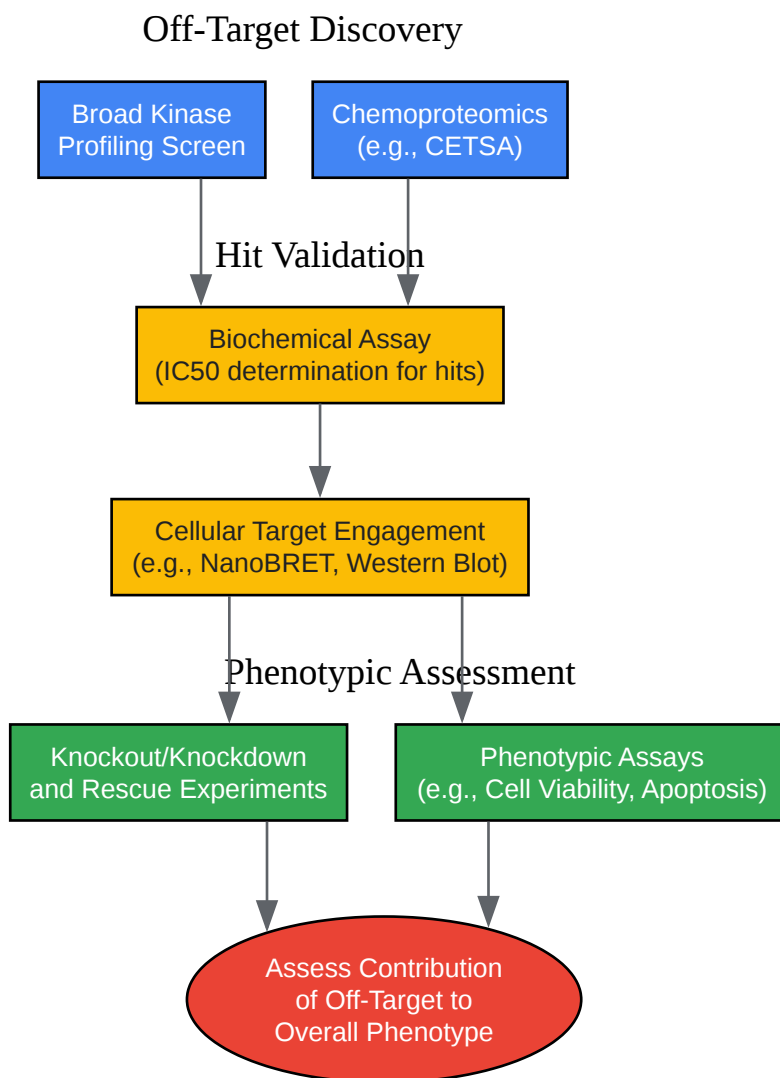 Off-Target Discovery
Broad Kinase
Profiling Screen
Chemoproteomics
(e.g., CETSA)
Hit Validation
Biochemical Assay
(IC50 determination for hits)
Cellular Target Engagement
(e.g., NanoBRET, Western Blot)
Phenotypic Assessment
Knockout/Knockdown
and Rescue Experiments
Phenotypic Assays
(e.g., Cell Viability, Apoptosis)
Assess Contribution
of Off-Target to
Overall Phenotype